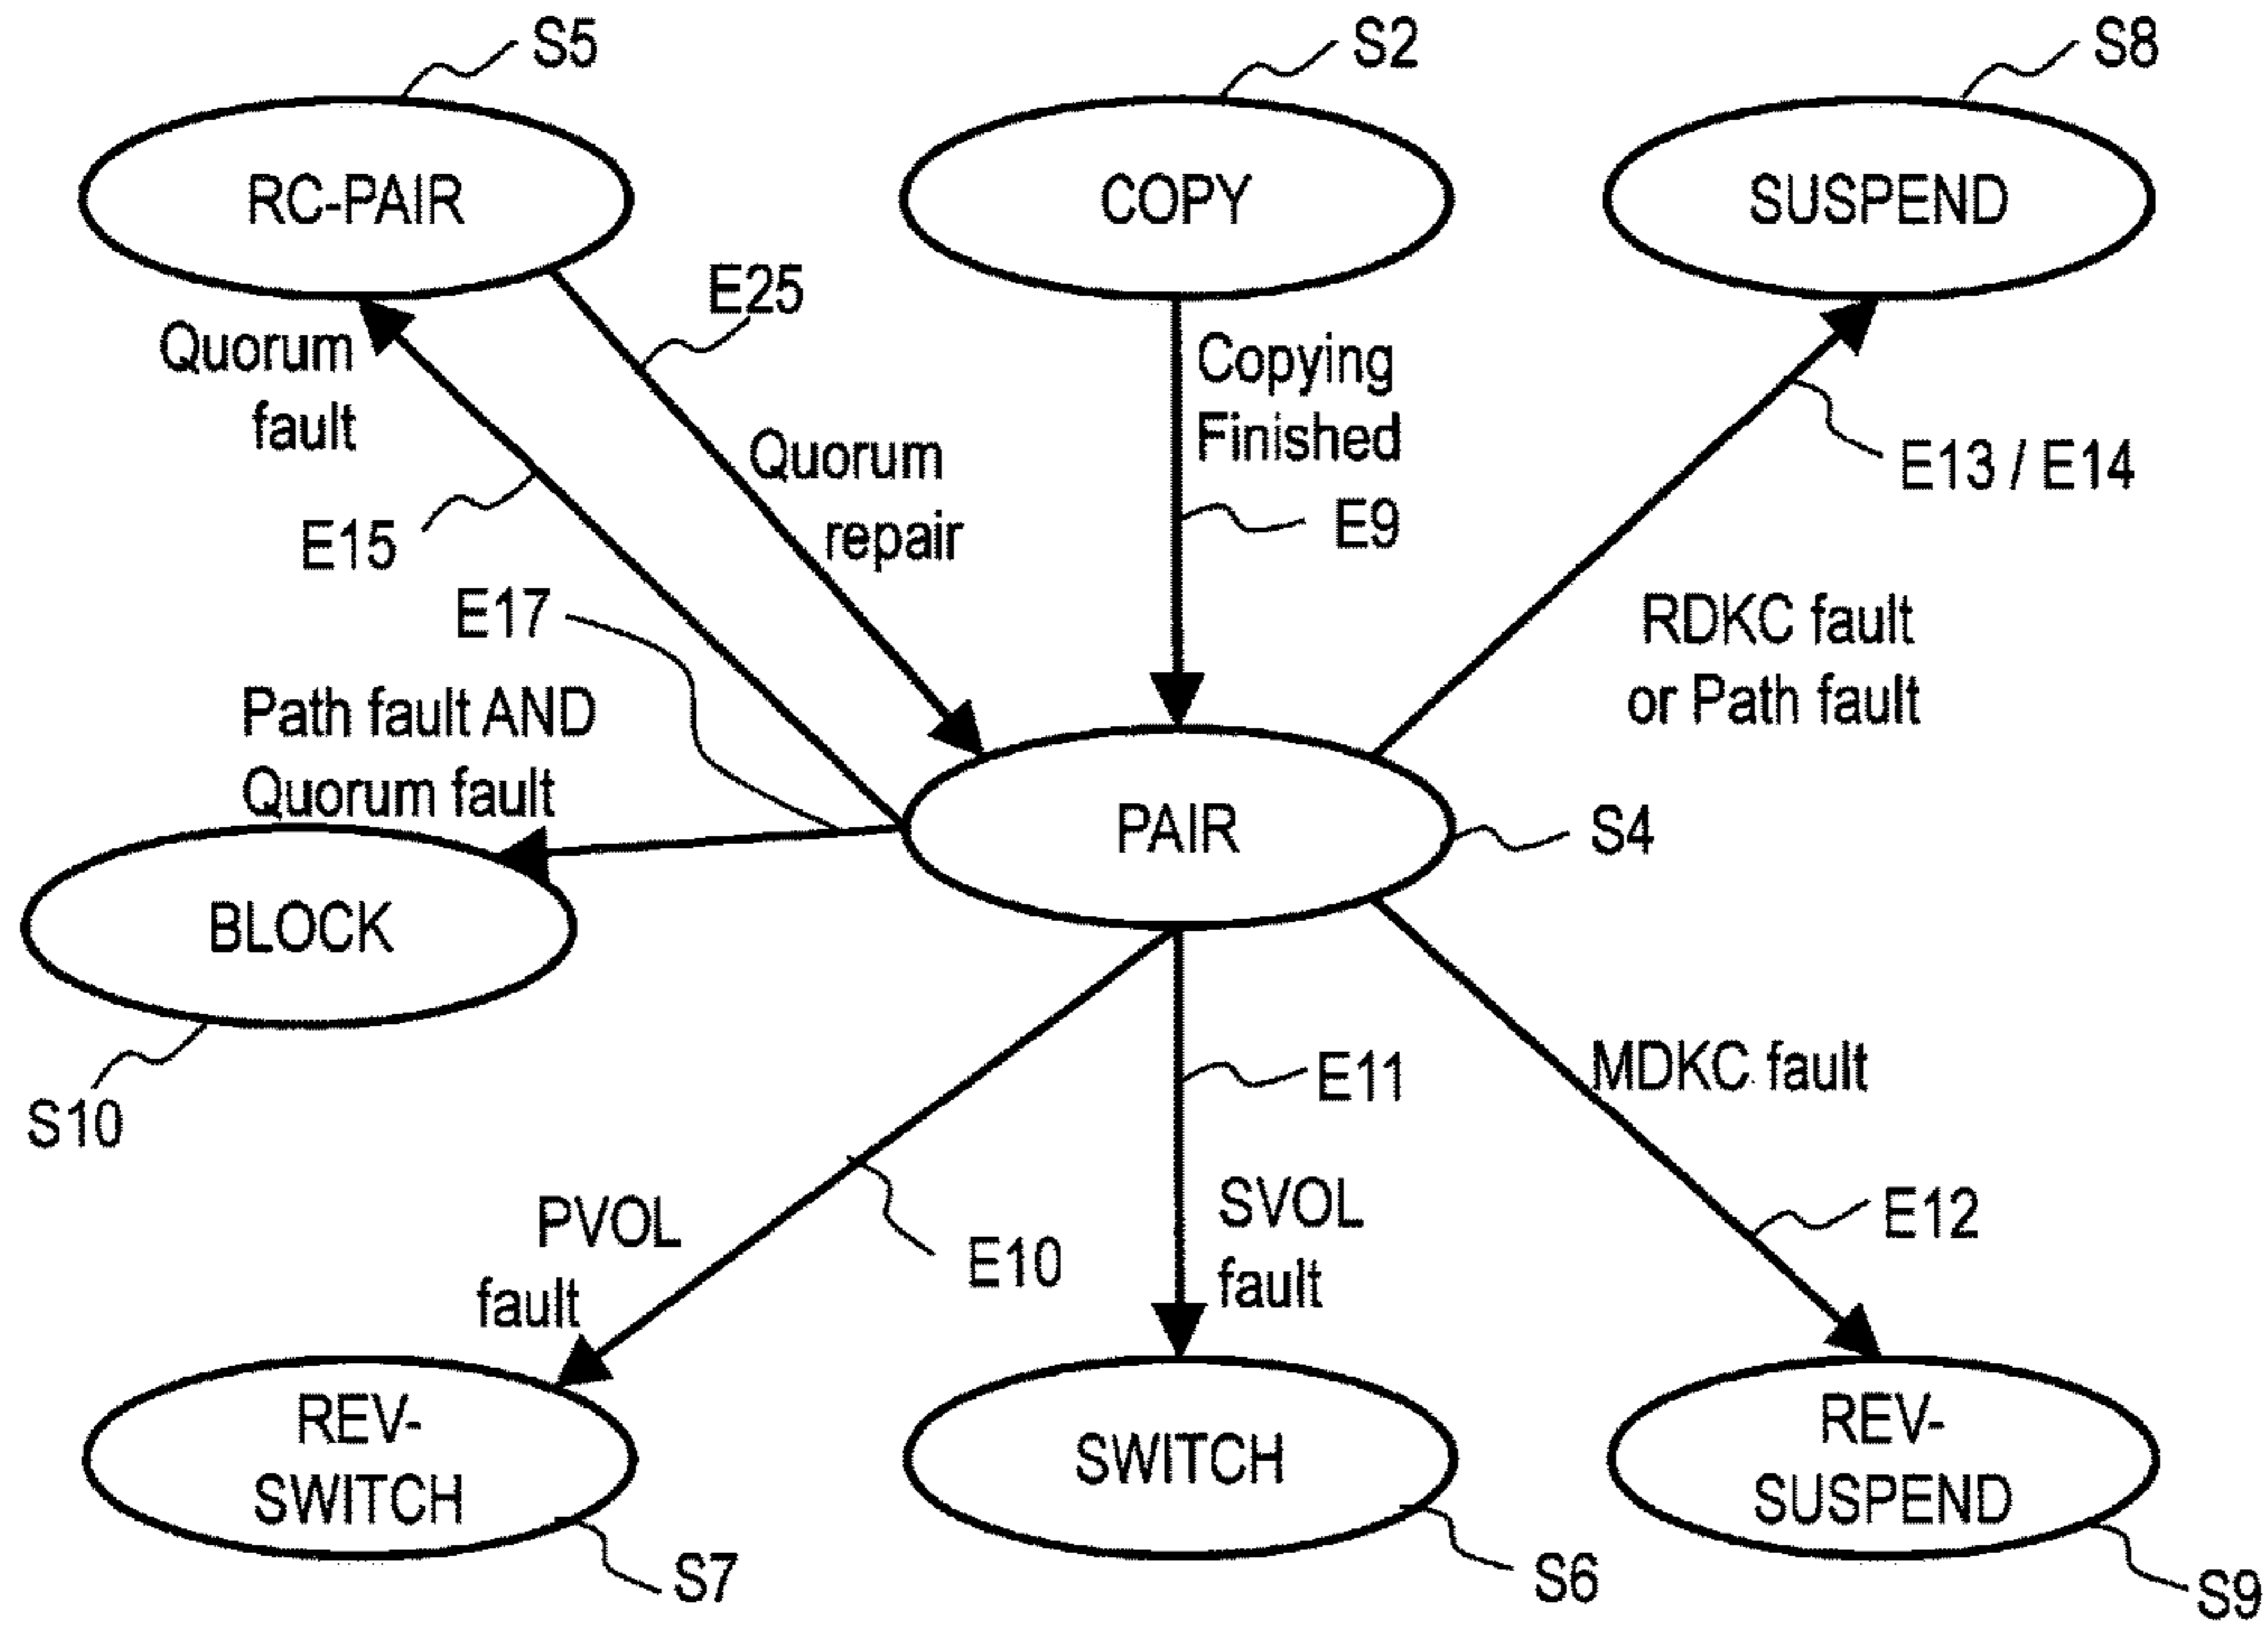 S5
S2
S8
RC-PAIR
COPY
SUSPEND
E25
Quorum
fault
Copying
Finished
Quorum
repair
E13 / E14
E9
E15
E17
RDKC fault
or Path fault
Path fault AND
Quorum fault
PAIR
S4
BLOCK
S10
MDKC fault
E11
E12
PVOL
fault
E10
SVOL
fault
REV-
SWITCH
SWITCH
REV-
SUSPEND
S7
S6
S9